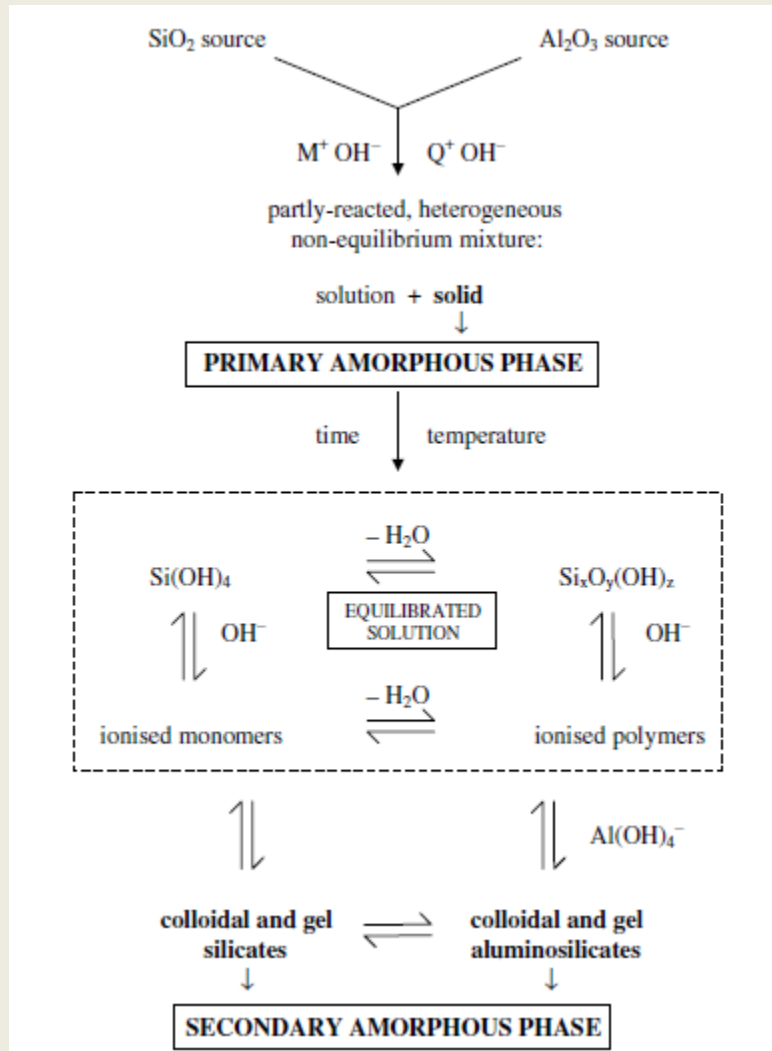 SiO₂ source Al₂O₃ source
M⁺ OH⁻ Q⁺ OH⁻
partly-reacted, heterogeneous
non-equilibrium mixture:
solution + solid
↓
PRIMARY AMORPHOUS PHASE
time temperature
– H₂O
Si(OH)₄ SiₓOᵧ(OH)z
EQUILIBRATED
SOLUTION
OH⁻ OH⁻
– H₂O
ionised monomers ionised polymers
Al(OH)₄⁻
colloidal and gel colloidal and gel
silicates aluminosilicates
↓ ↓
SECONDARY AMORPHOUS PHASE